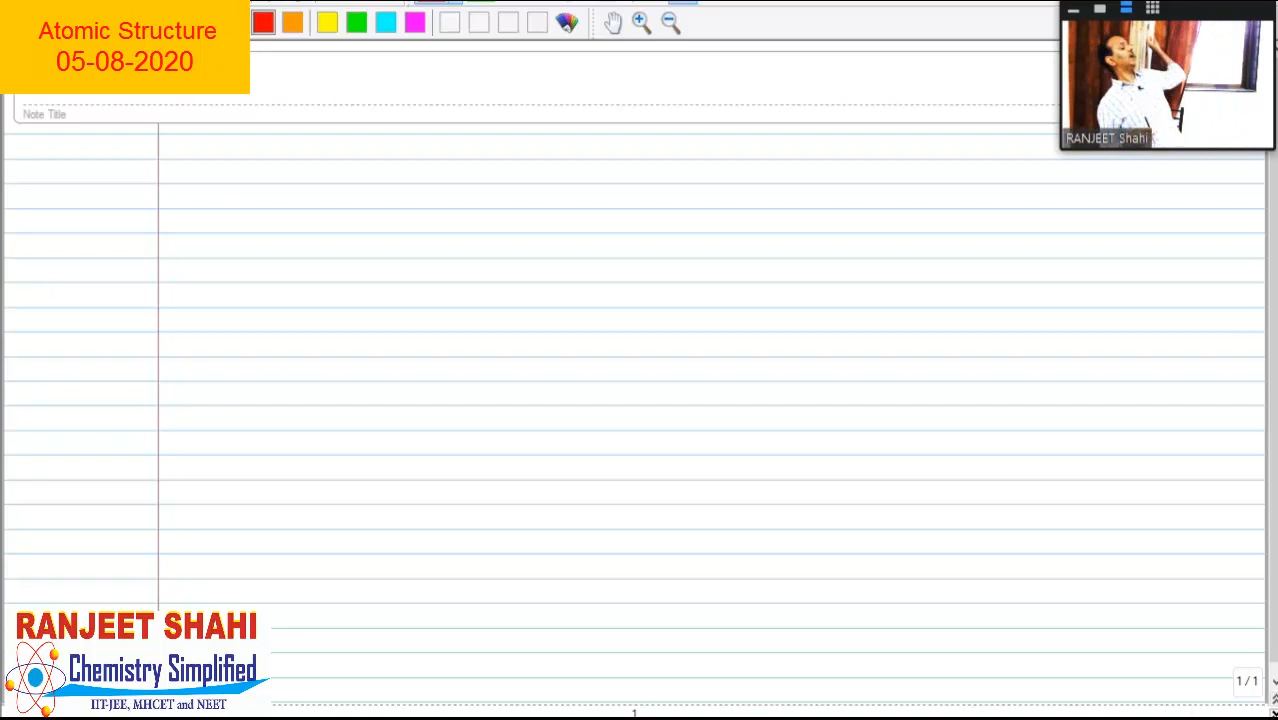 Atomic Structure
05-08-2020
Note Title
RANJEET Shahi
RANJEET SHAHI
Chemistry Simplified
IIT-JEE, MHCET and NEET
1/1
1